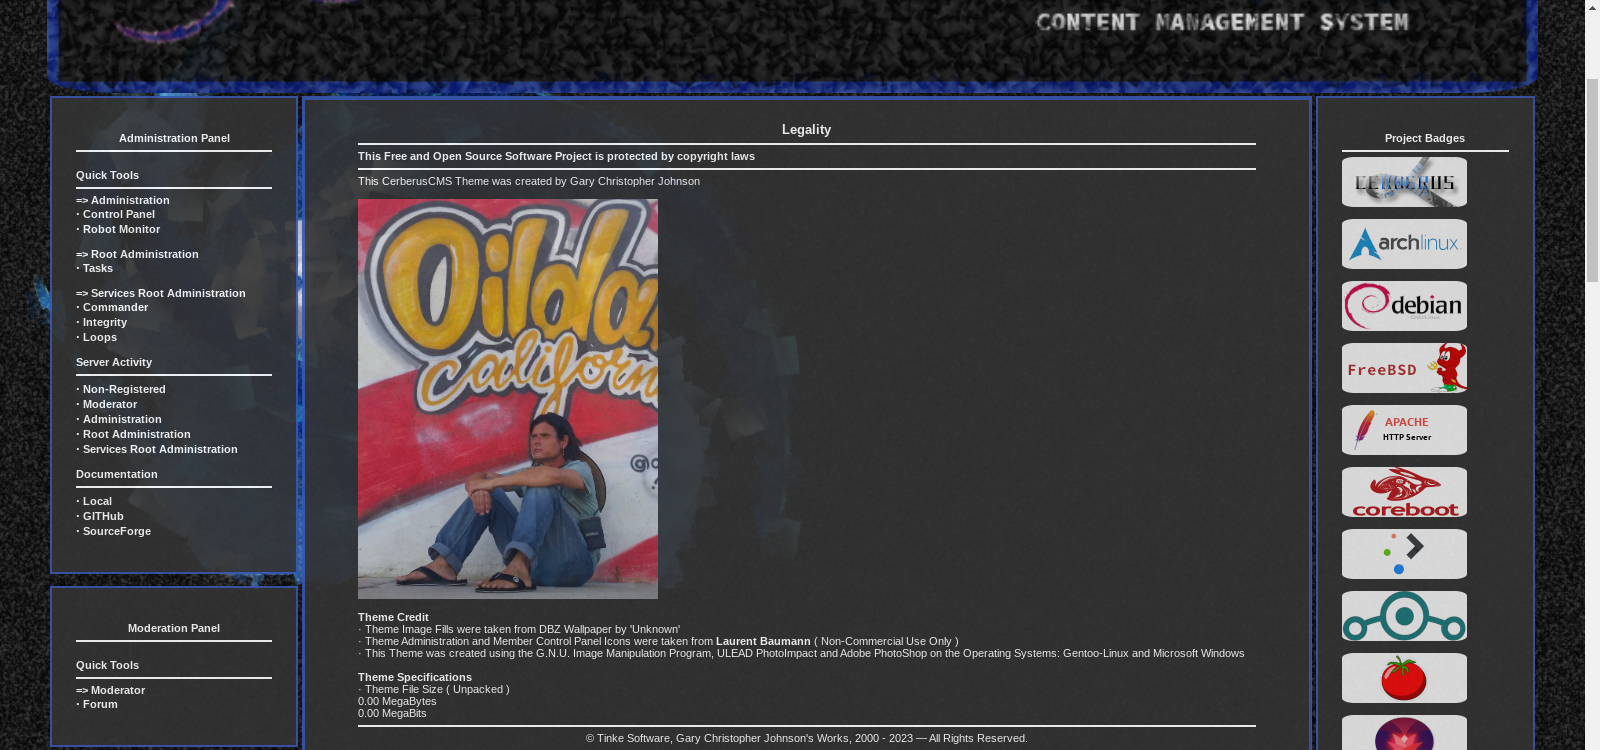 CONTENT MANAGEMENT SYSTEM
Administration Panel
Quick Tools
=> Administration
· Control Panel
· Robot Monitor
=> Root Administration
· Tasks
=> Services Root Administration
· Commander
· Integrity
· Loops
Server Activity
· Non-Registered
· Moderator
· Administration
· Root Administration
· Services Root Administration
Documentation
· Local
· GITHub
· SourceForge
Moderation Panel
Quick Tools
=> Moderator
· Forum
Legality
This Free and Open Source Software Project is protected by copyright laws
This CerberusCMS Theme was created by Gary Christopher Johnson
Oildal
californ
Theme Credit
· Theme Image Fills were taken from DBZ Wallpaper by 'Unknown'
· Theme Administration and Member Control Panel Icons were taken from Laurent Baumann ( Non-Commercial Use Only )
· This Theme was created using the G.N.U. Image Manipulation Program, ULEAD PhotoImpact and Adobe PhotoShop on the Operating Systems: Gentoo-Linux and Microsoft Windows
Theme Specifications
· Theme File Size ( Unpacked )
0.00 MegaBytes
0.00 MegaBits
© Tinke Software, Gary Christopher Johnson's Works, 2000 - 2023 — All Rights Reserved.
Project Badges
CERBERUS
archlinux
debian
FreeBSD
APACHE
HTTP Server
coreboot